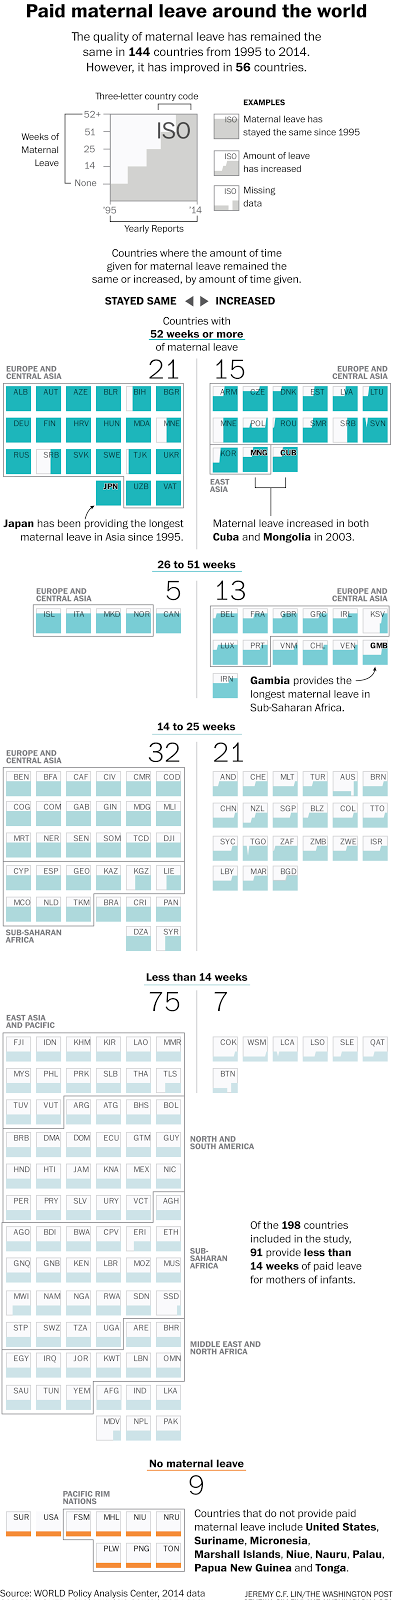 Paid maternal leave around the world
The quality of maternal leave has remained the
same in 144 countries from 1995 to 2014.
However, it has improved in 56 countries.
Three-letter country code
EXAMPLES
Weeks of
Maternal
Leave
52+
51
25
14
None
ISO
'95
'14
Yearly Reports
ISO Maternal leave has
stayed the same since 1995
ISO Amount of leave
has increased
ISO Missing
data
Countries where the amount of time
given for maternal leave remained the
same or increased, by amount of time given.
STAYED SAME INCREASED
Countries with
52 weeks or more
of maternal leave
21
15
EUROPE AND
CENTRAL ASIA
ALB AUT AZE BLR BIH BGR
DEU FIN HRV HUN MDA MNE
RUS SRB SVK SWE TJK UKR
JPN UZB VAT
Japan has been providing the longest
maternal leave in Asia since 1995.
EUROPE AND
CENTRAL ASIA
ARM CZE DNK EST LVA LTU
MNE POL ROU SMR SRB SVN
KOR MNG CUB
EAST
ASIA
Maternal leave increased in both
Cuba and Mongolia in 2003.
26 to 51 weeks
5
13
EUROPE AND
CENTRAL ASIA
ISL ITA MKD NOR CAN
EUROPE AND
CENTRAL ASIA
BEL FRA GBR GRC IRL KSV
LUX PRT VNM CHL VEN GMB
IRN
Gambia provides the
longest maternal leave in
Sub-Saharan Africa.
14 to 25 weeks
32
21
EUROPE AND
CENTRAL ASIA
BEN BFA CAF CIV CMR COD
COG COM GAB GIN MDG MLI
MRT NER SEN SOM TCD DJI
CYP ESP GEO KAZ KGZ LIE
MCO NLD TKM BRA CRI PAN
DZA SYR
SUB-SAHARAN
AFRICA
AND CHE MLT TUR AUS BRN
CHN NZL SGP BLZ COL TTO
SYC TGO ZAF ZMB ZWE ISR
LBY MAR BGD
Less than 14 weeks
75
7
EAST ASIA
AND PACIFIC
FJI IDN KHM KIR LAO MMR
MYS PHL PRK SLB THA TLS
TUV VUT ARG ATG BHS BOL
BRB DMA DOM ECU GTM GUY
HND HTI JAM KNA MEX NIC
PER PRY SLV URY VCT AGH
AGO BDI BWA CPV ERI ETH
GNQ GNB KEN LBR MOZ MUS
MWI NAM NGA RWA SDN SSD
STP SWZ TZA UGA ARE BHR
EGY IRQ JOR KWT LBN OMN
SAU TUN YEM AFG IND LKA
MDV NPL PAK
COK WSM LCA LSO SLE QAT
BTN
NORTH AND
SOUTH AMERICA
SUB-
SAHARAN
AFRICA
Of the 198 countries
included in the study,
91 provide less than
14 weeks of paid leave
for mothers of infants.
MIDDLE EAST AND
NORTH AFRICA
No maternal leave
9
PACIFIC RIM
NATIONS
SUR USA FSM MHL NIU NRU
PLW PNG TON
Countries that do not provide paid
maternal leave include United States,
Suriname, Micronesia,
Marshall Islands, Niue, Nauru, Palau,
Papua New Guinea and Tonga.
Source: WORLD Policy Analysis Center, 2014 data
JEREMY C.F. LIN/THE WASHINGTON POST